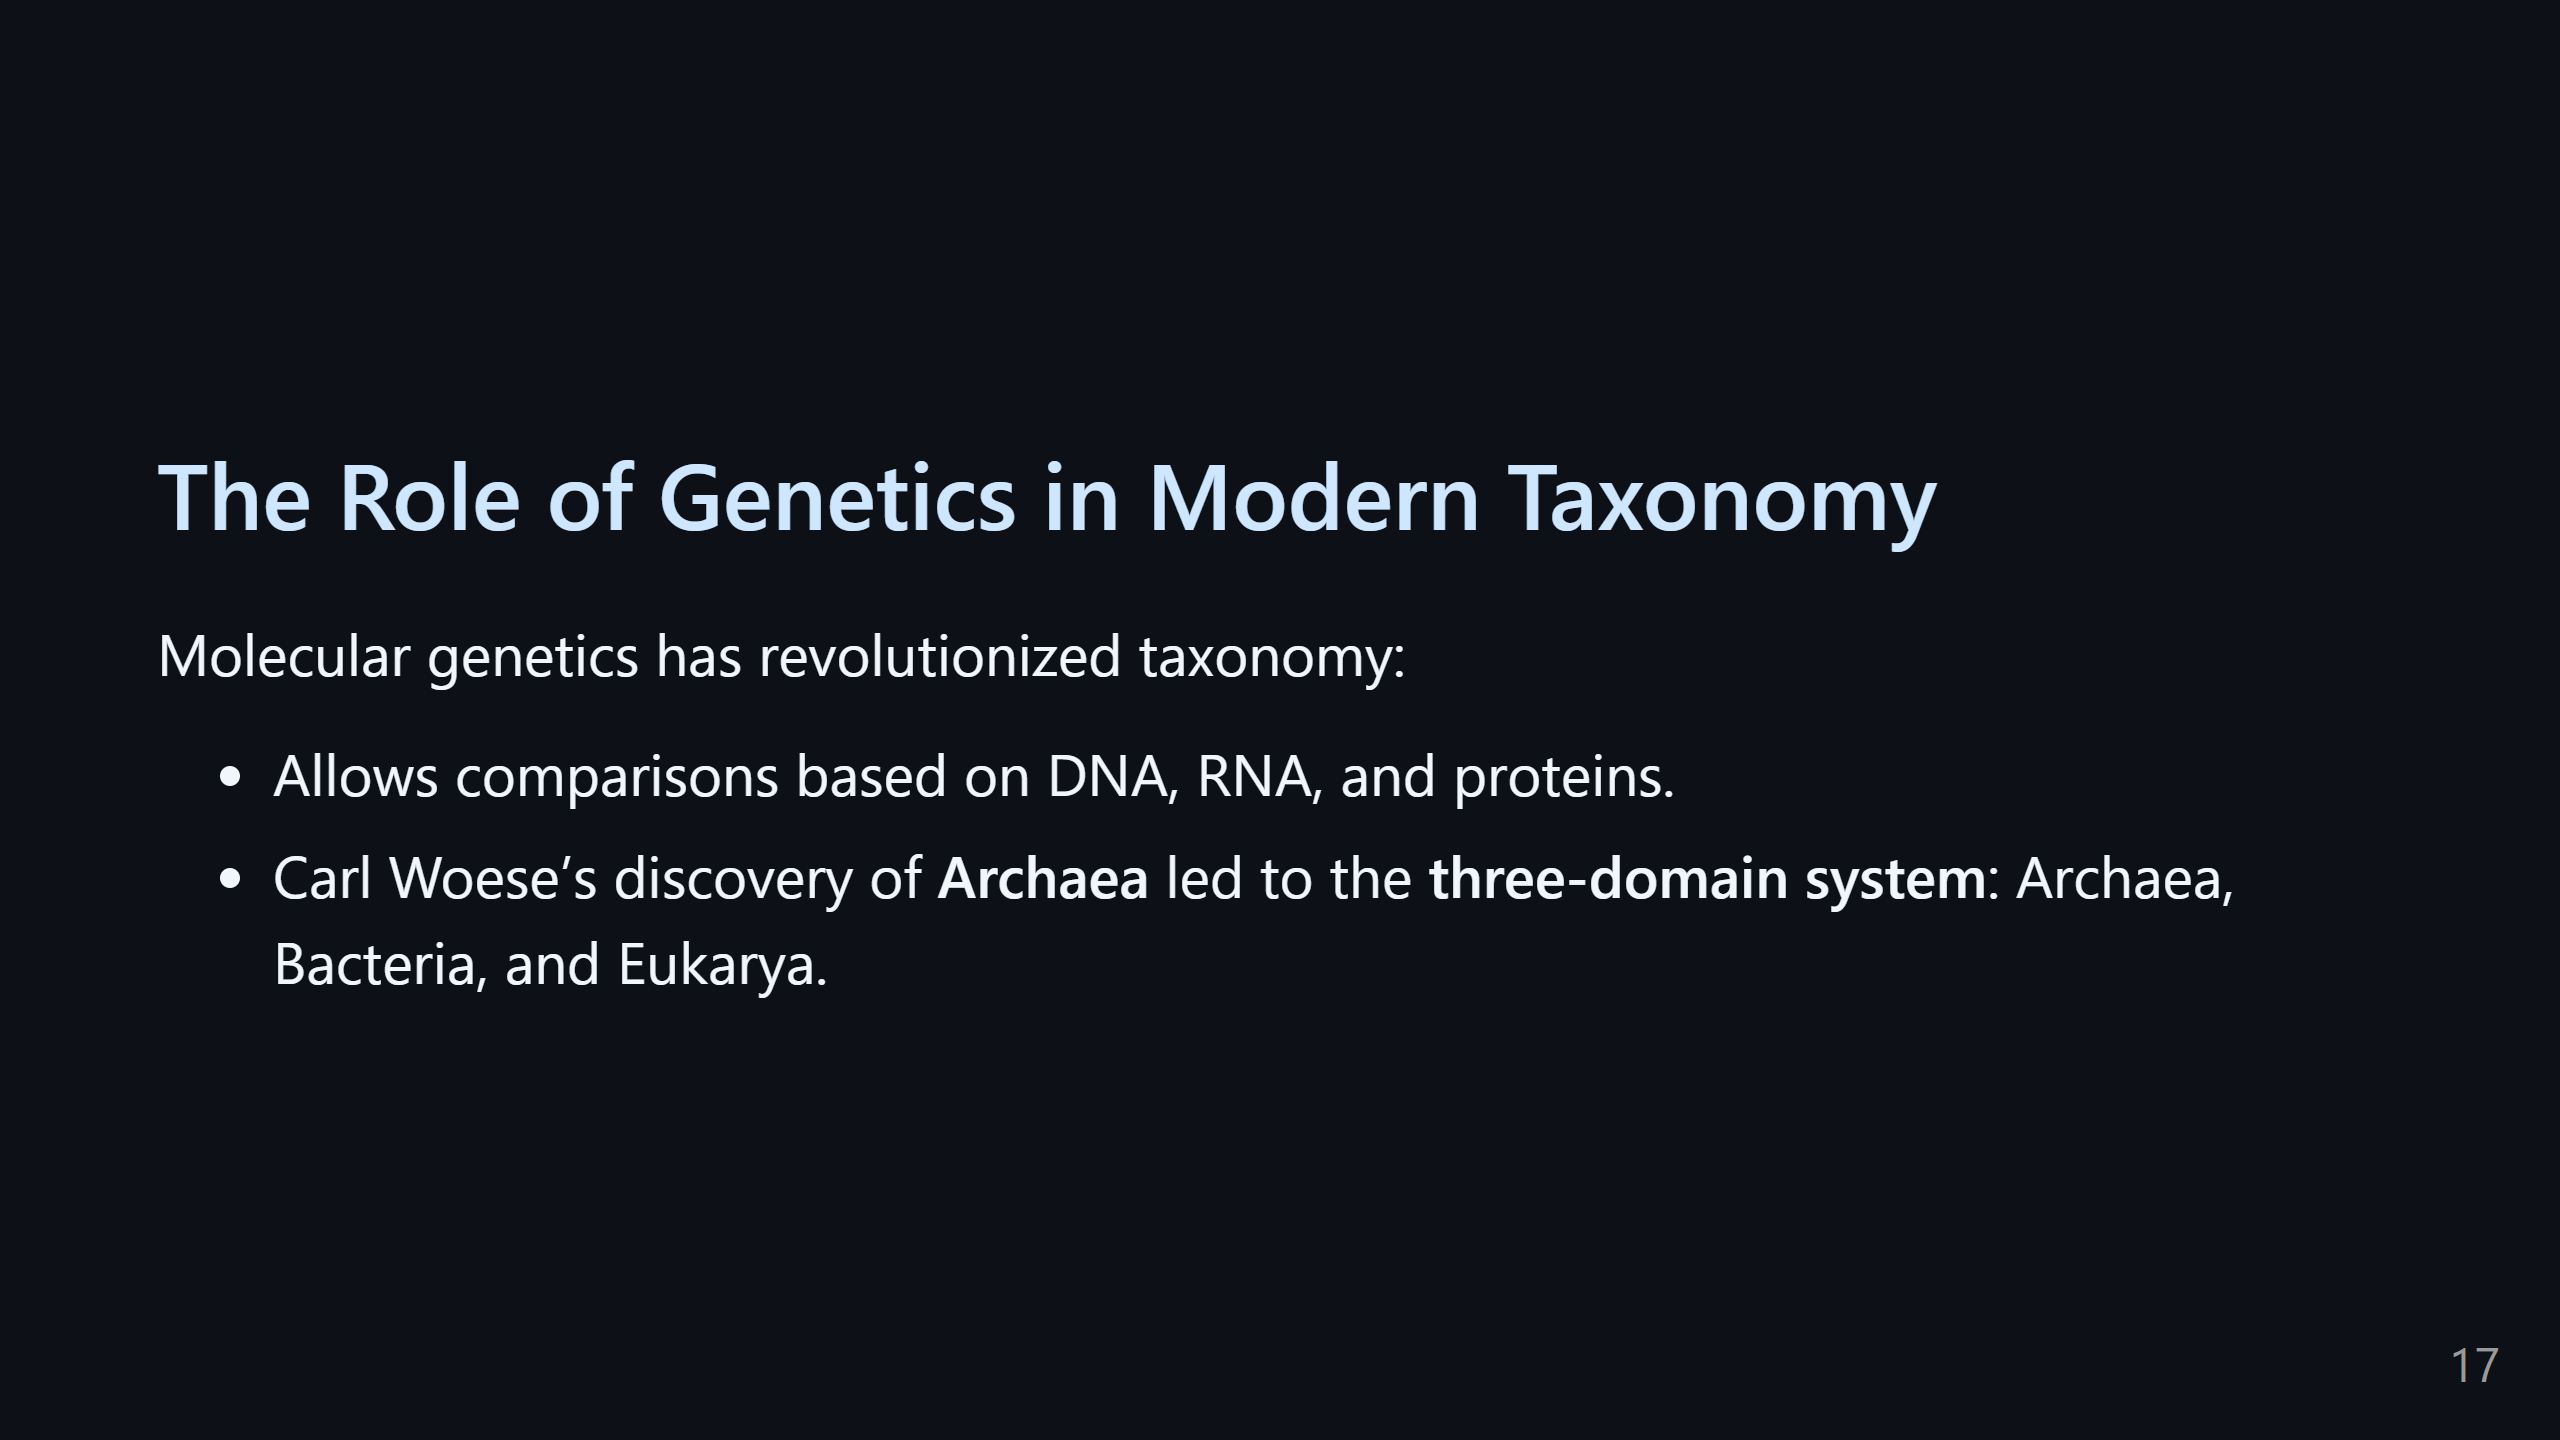 The Role of Genetics in Modern Taxonomy
Molecular genetics has revolutionized taxonomy:
• Allows comparisons based on DNA, RNA, and proteins.
• Carl Woese’s discovery of Archaea led to the three-domain system: Archaea,
Bacteria, and Eukarya.
17